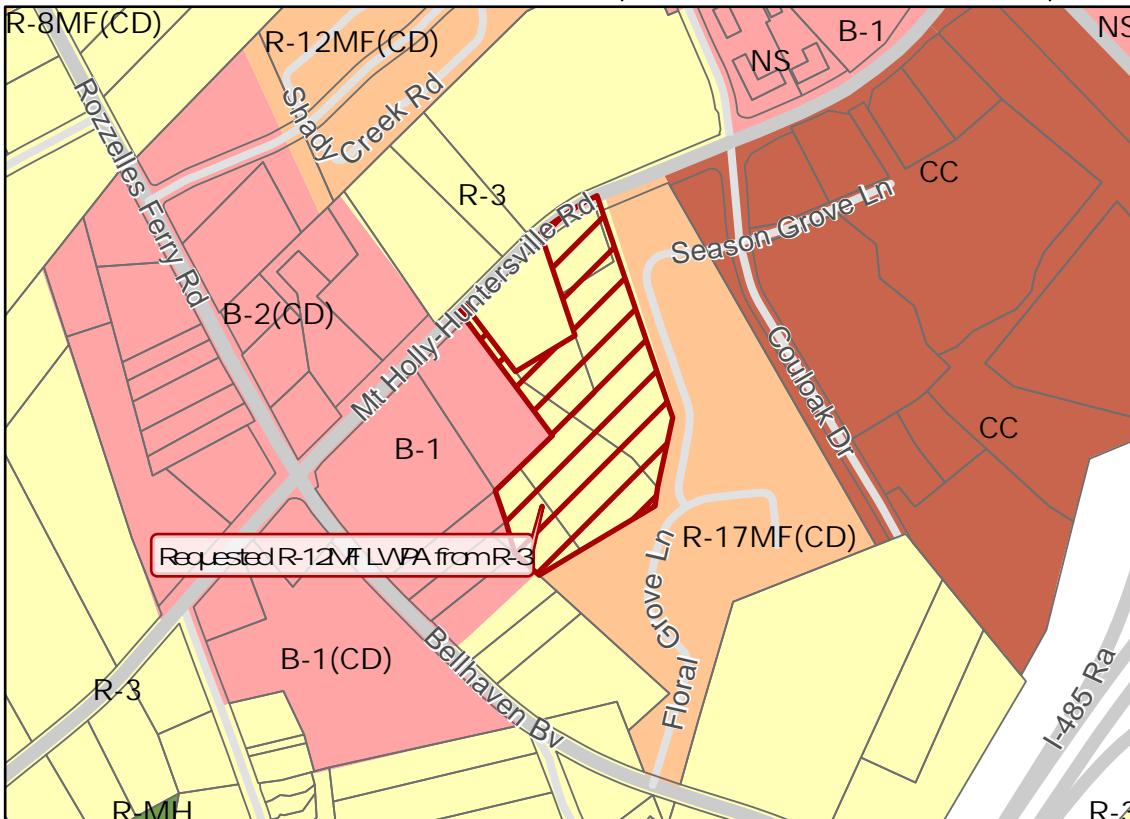 R-8MF(CD)
R-12MF(CD)
B-1
NS
NS
Rozzelles Ferry Rd
Shady Creek Rd
R-3
CC
Season Grove Ln
Mt Holly-Huntersville Rd
B-2(CD)
Couloak Dr
B-1
CC
Requested R-12MF LWPA from R-3
R-17MF(CD)
Floral Grove Ln
B-1(CD)
Bellhaven Bv
R-3
I-485 Ra
R-MH
R-3